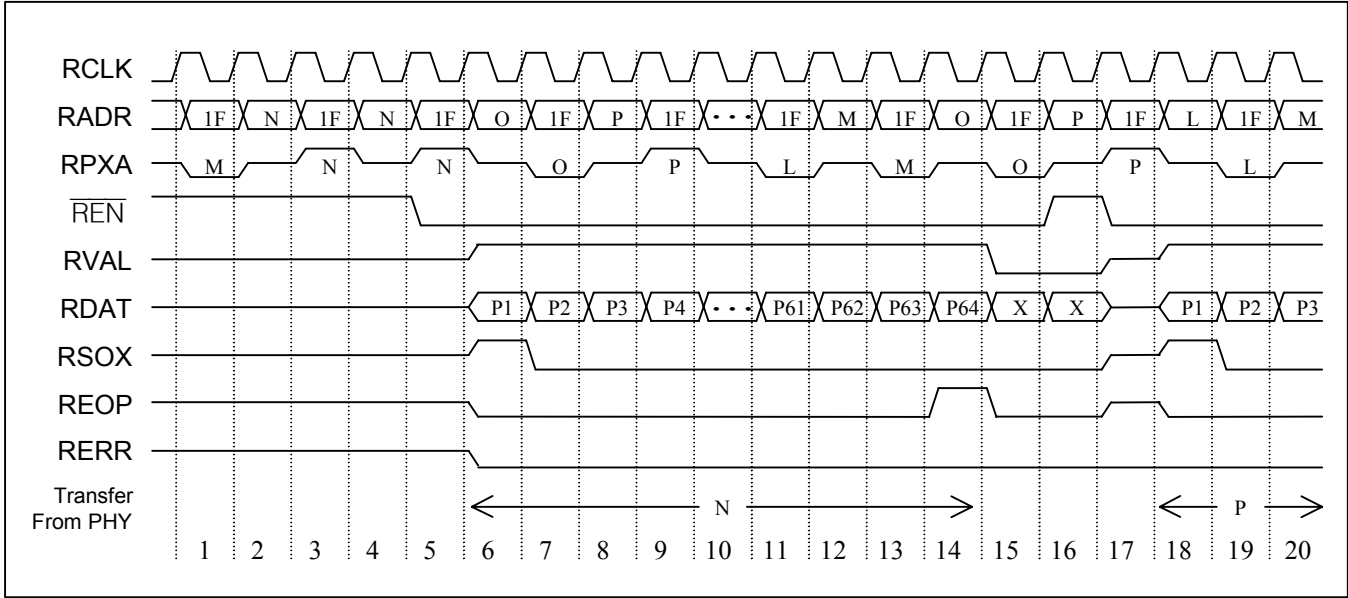 RCLK
RADR 1F N 1F N 1F O 1F P 1F ··· 1F M 1F O 1F P 1F L 1F M
RPXA M N N O P L M O P L
REN
RVAL
RDAT P1 P2 P3 P4 ··· P61 P62 P63 P64 X X P1 P2 P3
RSOX
REOP
RERR
Transfer
From PHY N P
1 2 3 4 5 6 7 8 9 10 11 12 13 14 15 16 17 18 19 20